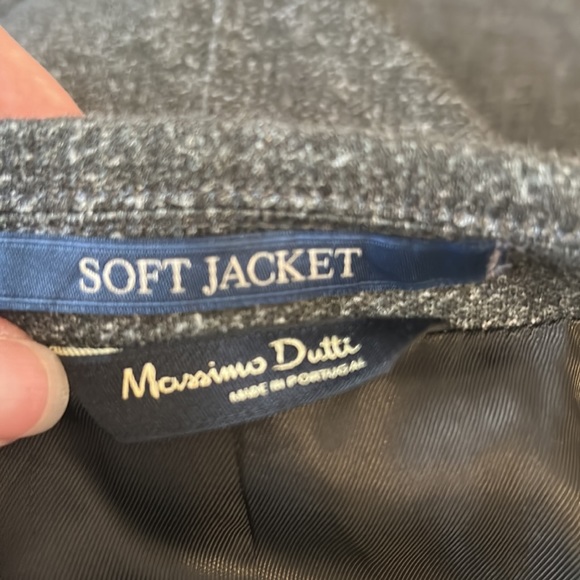 SOFT JACKET
Massimo Dutti
MADE IN PORTUGAL